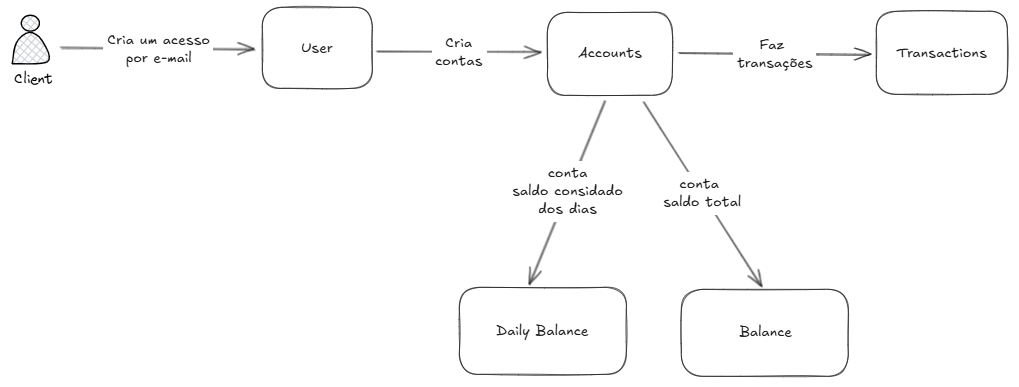 Client
Cria um acesso
por e-mail
User
Cria
contas
Accounts
Faz
transações
Transactions
conta
saldo considado
dos dias
conta
saldo total
Daily Balance
Balance